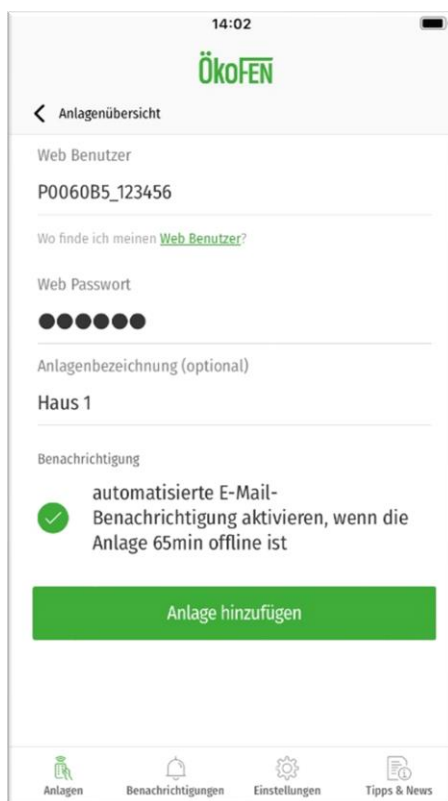 14:02
ÖkoFEN
Anlagenübersicht
Web Benutzer
P0060B5_123456
Wo finde ich meinen Web Benutzer?
Web Passwort
●●●●●●
Anlagenbezeichnung (optional)
Haus 1
Benachrichtigung
automatisierte E-Mail-
Benachrichtigung aktivieren, wenn die
Anlage 65min offline ist
Anlage hinzufügen
Anlagen Benachrichtigungen Einstellungen Tipps & News